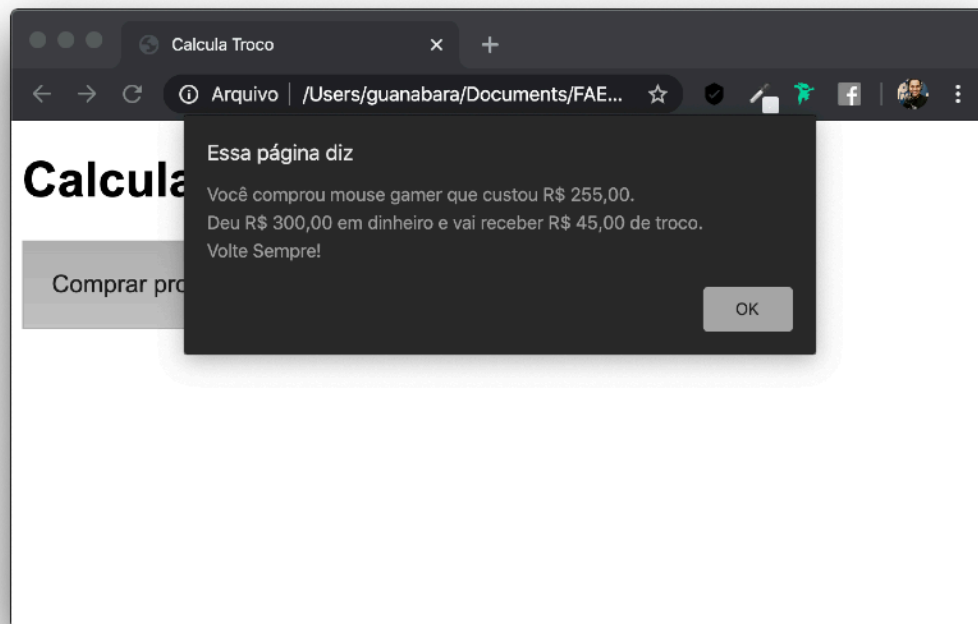 Calcula Troco
Arquivo | /Users/guanabara/Documents/FAE...
Essa página diz
Você comprou mouse gamer que custou R$ 255,00.
Deu R$ 300,00 em dinheiro e vai receber R$ 45,00 de troco.
Volte Sempre!
OK
Calcula
Comprar pro